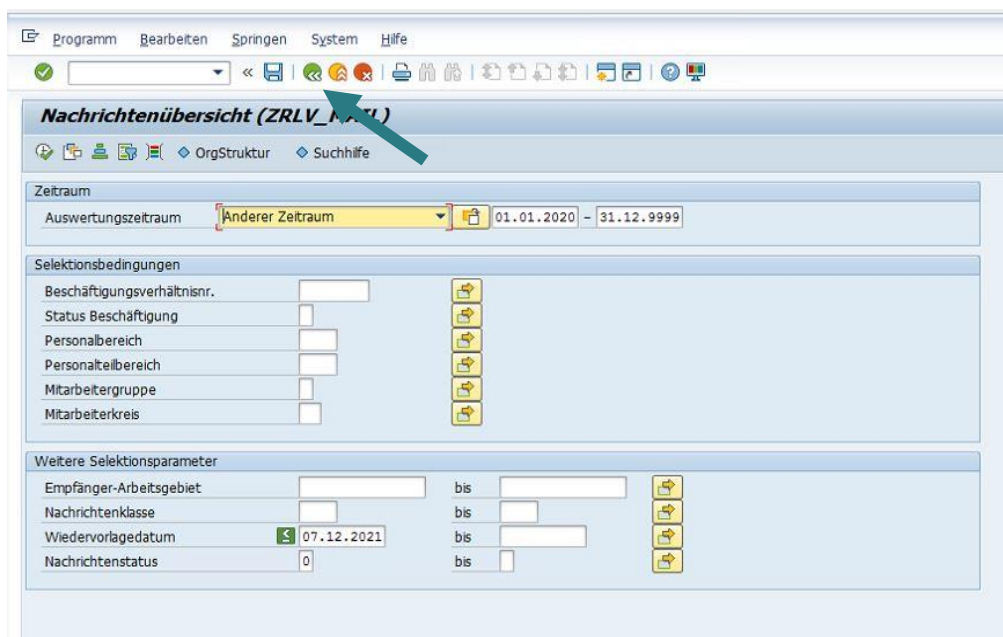 Programm Bearbeiten Springen System Hilfe
Nachrichtenübersicht (ZRLV_
OrgStruktur Suchhilfe
Zeitraum
Auswertungszeitraum Anderer Zeitraum 01.01.2020 - 31.12.9999
Selektionsbedingungen
Beschäftigungsverhältnisnr.
Status Beschäftigung
Personalbereich
Personalteilbereich
Mitarbeitergruppe
Mitarbeiterkreis
Weitere Selektionsparameter
Empfänger-Arbeitsgebiet bis
Nachrichtenklasse bis
Wiedervorlagedatum ≤ 07.12.2021 bis
Nachrichtenstatus 0 bis